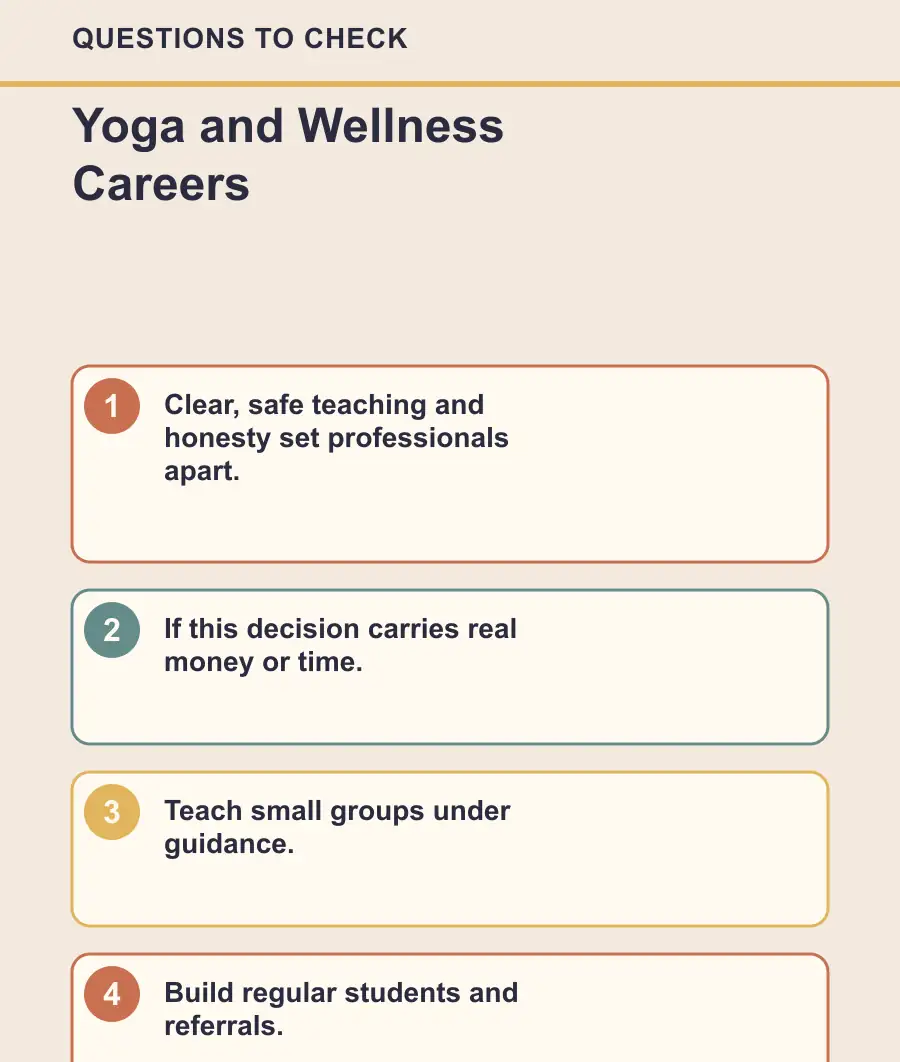 QUESTIONS TO CHECK
Yoga and Wellness
Careers
1
Clear, safe teaching and
honesty set professionals
apart.
2
If this decision carries real
money or time.
3
Teach small groups under
guidance.
4
Build regular students and
referrals.